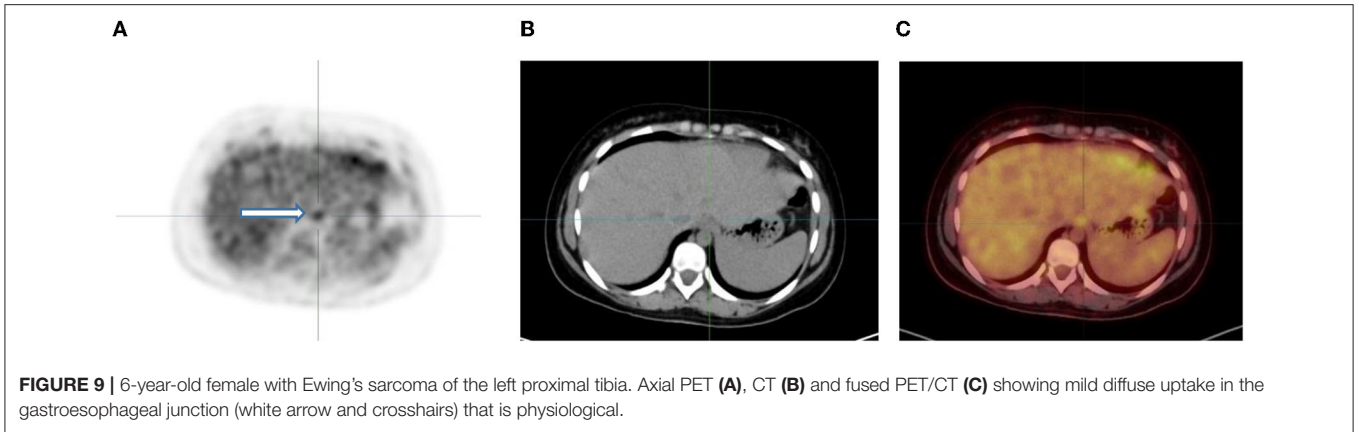 A
B
C
FIGURE 9 | 6-year-old female with Ewing's sarcoma of the left proximal tibia. Axial PET (A), CT (B) and fused PET/CT (C) showing mild diffuse uptake in the
gastroesophageal junction (white arrow and crosshairs) that is physiological.